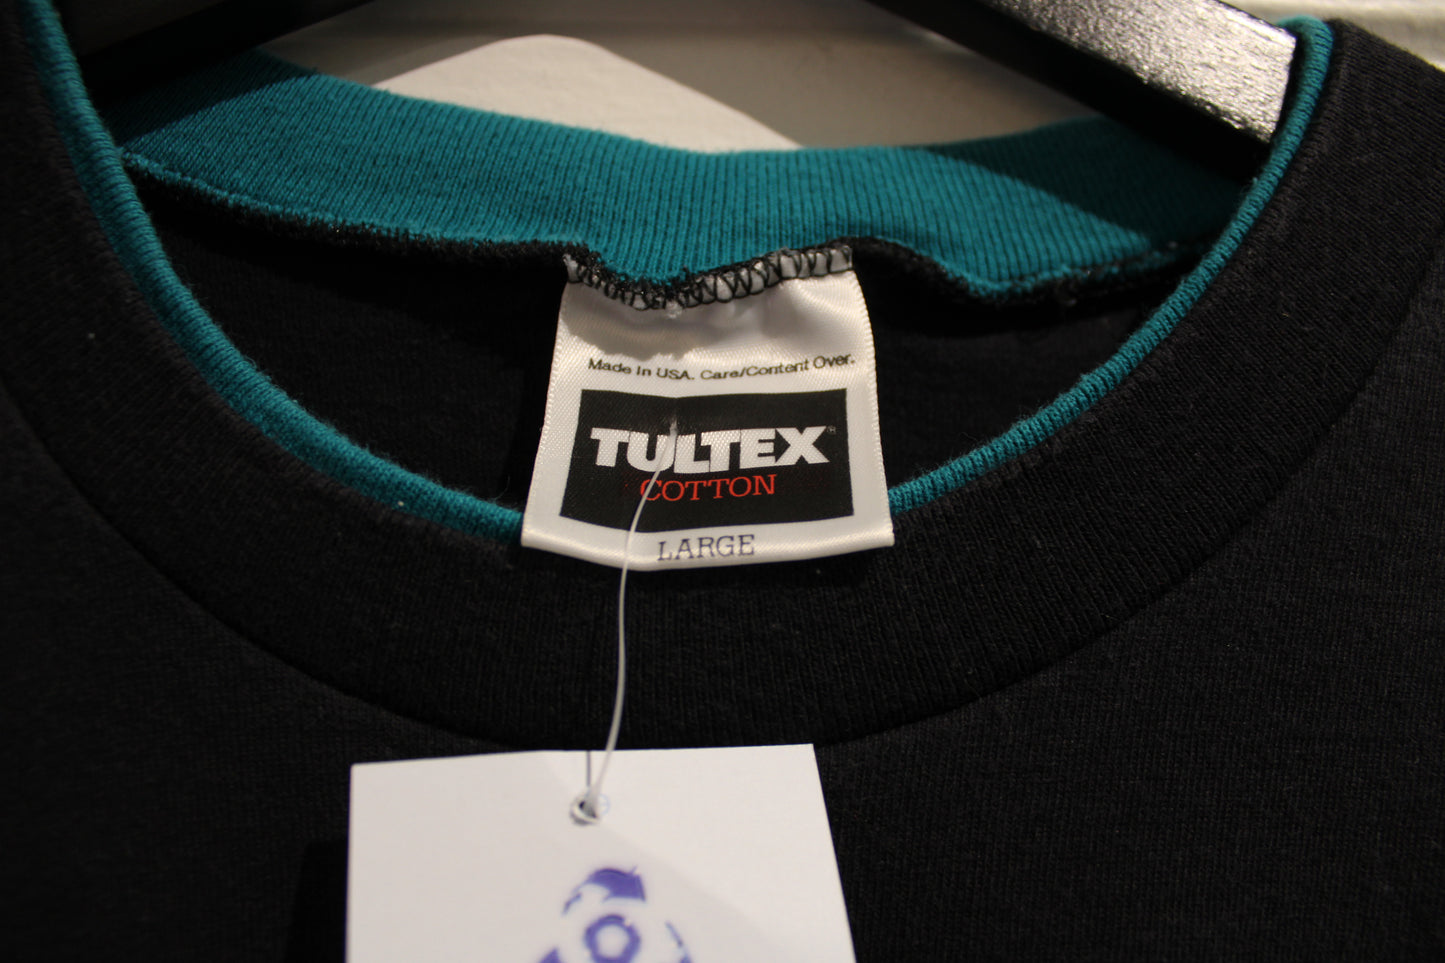 Made In USA. Care/Content Over.
TULTEX®
COTTON
LARGE